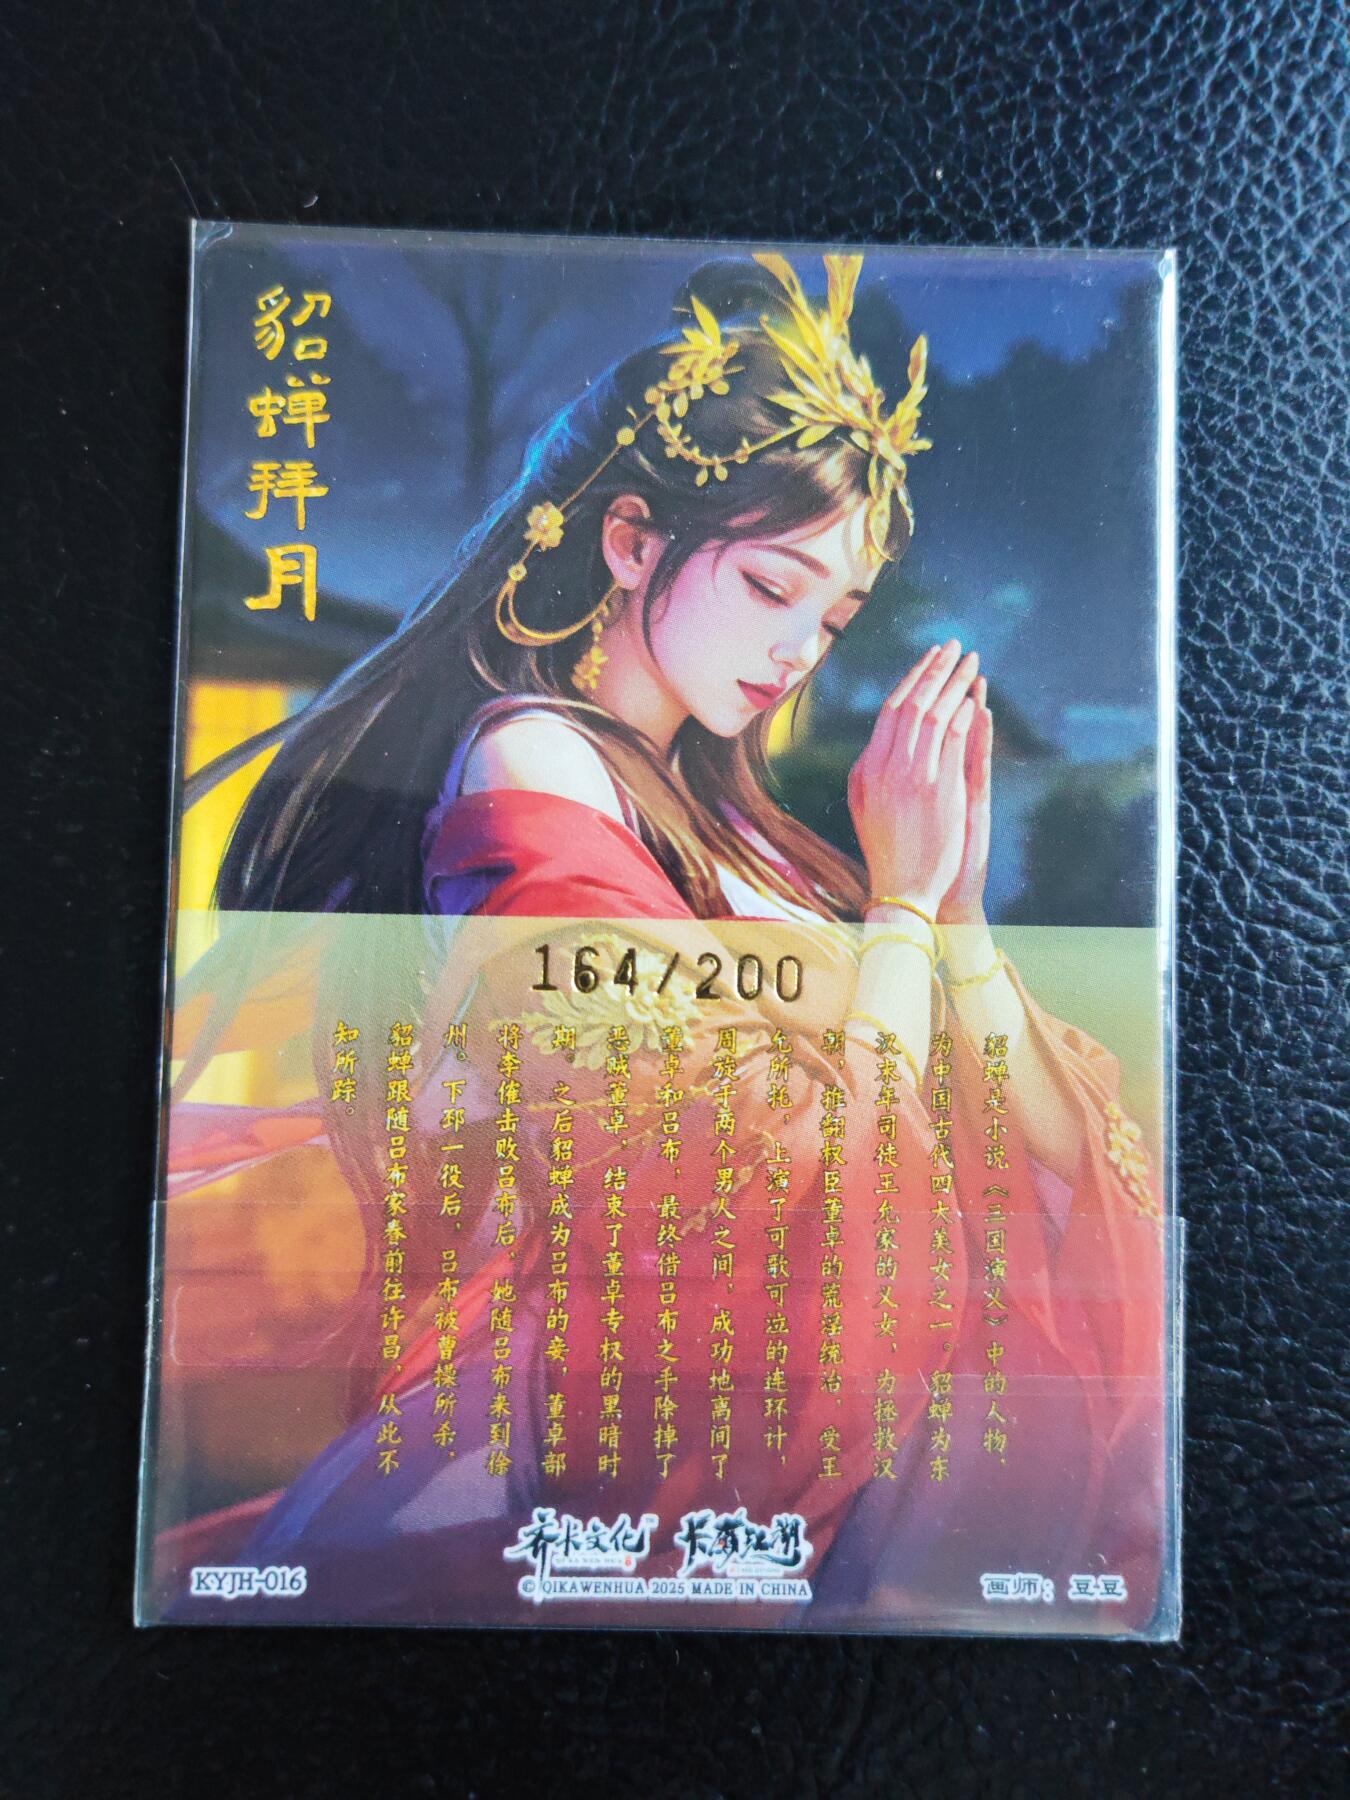 貂蝉拜月
164/200
貂蝉是小说《三国演义》中的人物，
为中国古代四大美女之一。貂蝉为东
汉末年司徒王允家的义女，为拯救汉
朝，推翻权臣董卓的荒淫统治，受王
允所托，上演了可歌可泣的连环计，
周旋于两个男人之间，成功地离间了
董卓和吕布，最终借吕布之手除掉了
恶贼董卓，结束了董卓专权的黑暗时
期。之后貂蝉成为吕布的妾，董卓部
将李傕击败吕布后，她随吕布来到徐
州。下邳一役后，吕布被曹操所杀，
貂蝉跟随吕布家眷前往许昌，从此不
知所踪。
齐卡文化
QI KA WEN HUA
卡游江湖
KYJH-016
© QIKAWENHUA 2025 MADE IN CHINA
画师：豆豆